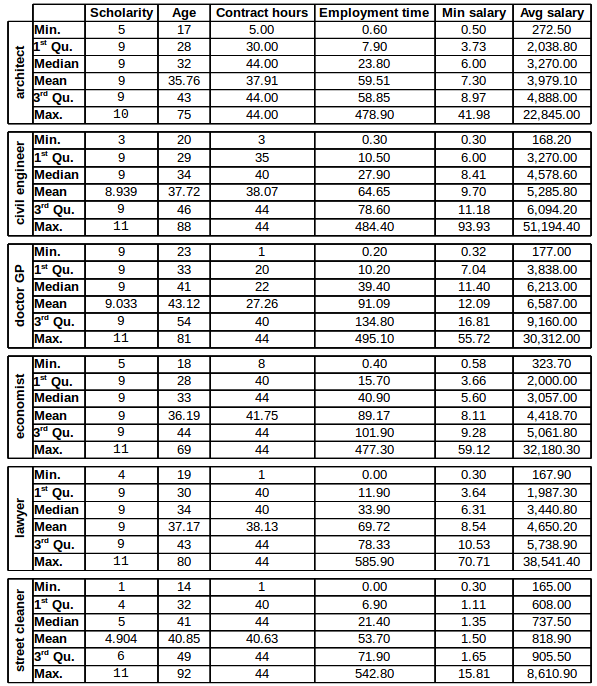 Scholarity Age Contract hours Employment time Min salary Avg salary
architect
Min. 5 17 5.00 0.60 0.50 272.50
1st Qu. 9 28 30.00 7.90 3.73 2,038.80
Median 9 32 44.00 23.80 6.00 3,270.00
Mean 9 35.76 37.91 59.51 7.30 3,979.10
3rd Qu. 9 43 44.00 58.85 8.97 4,888.00
Max. 10 75 44.00 478.90 41.98 22,845.00
civil engineer
Min. 3 20 3 0.30 0.30 168.20
1st Qu. 9 29 35 10.50 6.00 3,270.00
Median 9 34 40 27.90 8.41 4,578.60
Mean 8.939 37.72 38.07 64.65 9.70 5,285.80
3rd Qu. 9 46 44 78.60 11.18 6,094.20
Max. 11 88 44 484.40 93.93 51,194.40
doctor GP
Min. 9 23 1 0.20 0.32 177.00
1st Qu. 9 33 20 10.20 7.04 3,838.00
Median 9 41 22 39.40 11.40 6,213.00
Mean 9.033 43.12 27.26 91.09 12.09 6,587.00
3rd Qu. 9 54 40 134.80 16.81 9,160.00
Max. 11 81 44 495.10 55.72 30,312.00
economist
Min. 5 18 8 0.40 0.58 323.70
1st Qu. 9 28 40 15.70 3.66 2,000.00
Median 9 33 44 40.90 5.60 3,057.00
Mean 9 36.19 41.75 89.17 8.11 4,418.70
3rd Qu. 9 44 44 101.90 9.28 5,061.80
Max. 11 69 44 477.30 59.12 32,180.30
lawyer
Min. 4 19 1 0.00 0.30 167.90
1st Qu. 9 30 40 11.90 3.64 1,987.30
Median 9 34 40 33.90 6.31 3,440.80
Mean 9 37.17 38.13 69.72 8.54 4,650.20
3rd Qu. 9 43 44 78.33 10.53 5,738.90
Max. 11 80 44 585.90 70.71 38,541.40
street cleaner
Min. 1 14 1 0.00 0.30 165.00
1st Qu. 4 32 40 6.90 1.11 608.00
Median 5 41 44 21.40 1.35 737.50
Mean 4.904 40.85 40.63 53.70 1.50 818.90
3rd Qu. 6 49 44 71.90 1.65 905.50
Max. 11 92 44 542.80 15.81 8,610.90